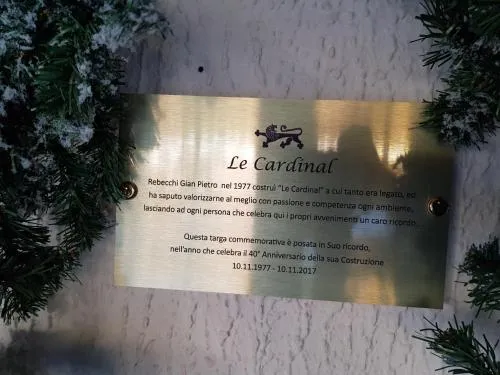 Le Cardinal
Rebecchi Gian Pietro nel 1977 costruì "Le Cardinal" a cui tanto era legato, ed
ha saputo valorizzarne al meglio con passione e competenza ogni ambiente,
lasciando ad ogni persona che celebra qui i propri avvenimenti un caro ricordo.
Questa targa commemorativa è posata in Suo ricordo,
nell'anno che celebra il 40° Anniversario della sua Costruzione
10.11.1977 - 10.11.2017